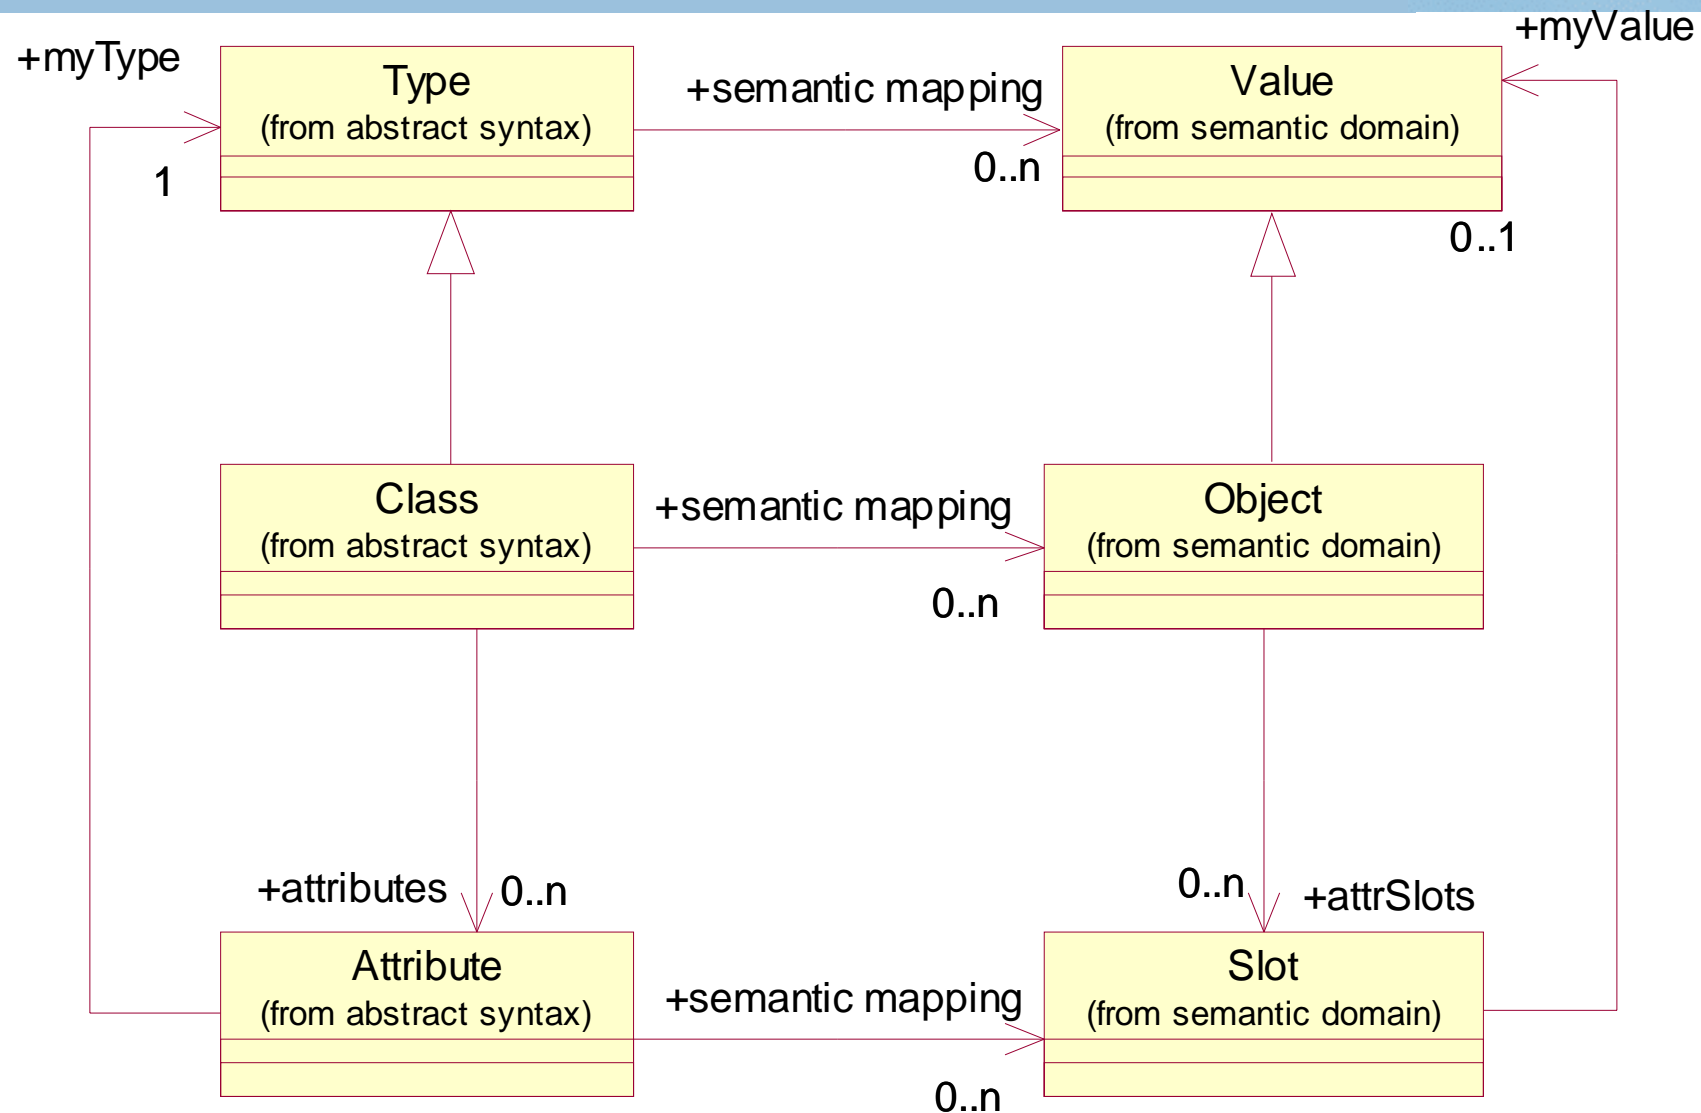 +myValue
+myType
Type
(from abstract syntax)
+semantic mapping
Value
(from semantic domain)
1
0..n
0..1
Class
(from abstract syntax)
+semantic mapping
Object
(from semantic domain)
0..n
+attributes
0..n
0..n
+attrSlots
Attribute
(from abstract syntax)
+semantic mapping
Slot
(from semantic domain)
0..n